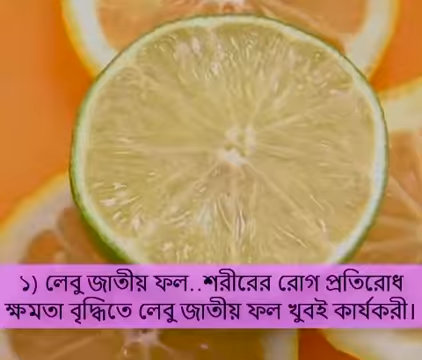 ১) লেবু জাতীয় ফল..শরীরের রোগ প্রতিরোধ
ক্ষমতা বৃদ্ধিতে লেবু জাতীয় ফল খুবই কার্যকরী।